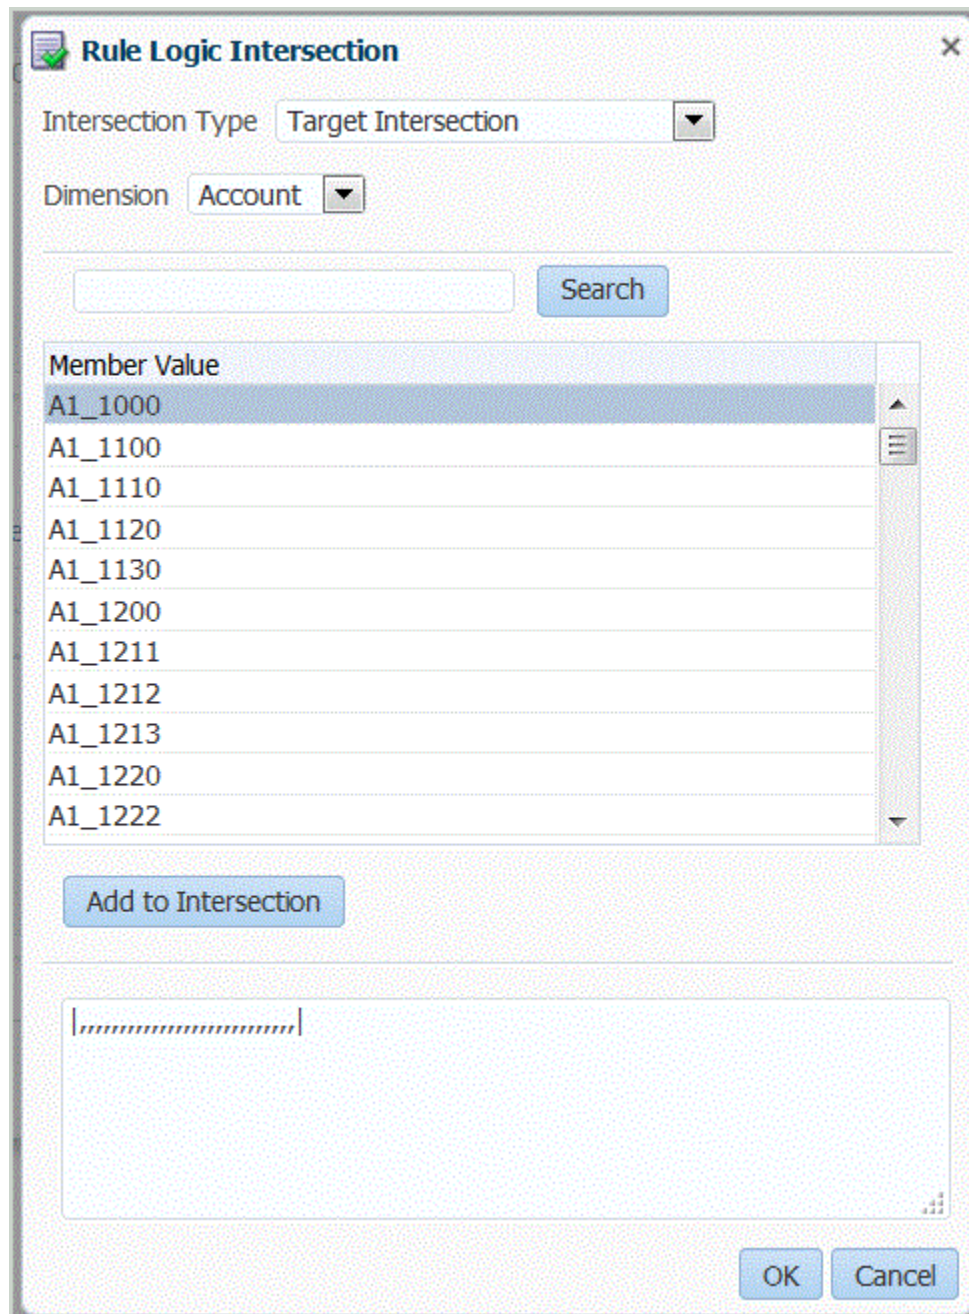 Rule Logic Intersection
Intersection Type Target Intersection
Dimension Account
Search
Member Value
A1_1000
A1_1100
A1_1110
A1_1120
A1_1130
A1_1200
A1_1211
A1_1212
A1_1213
A1_1220
A1_1222
Add to Intersection
|,,,,,,,,,,,,,,,,,,,,,,,,,,,|
OK Cancel